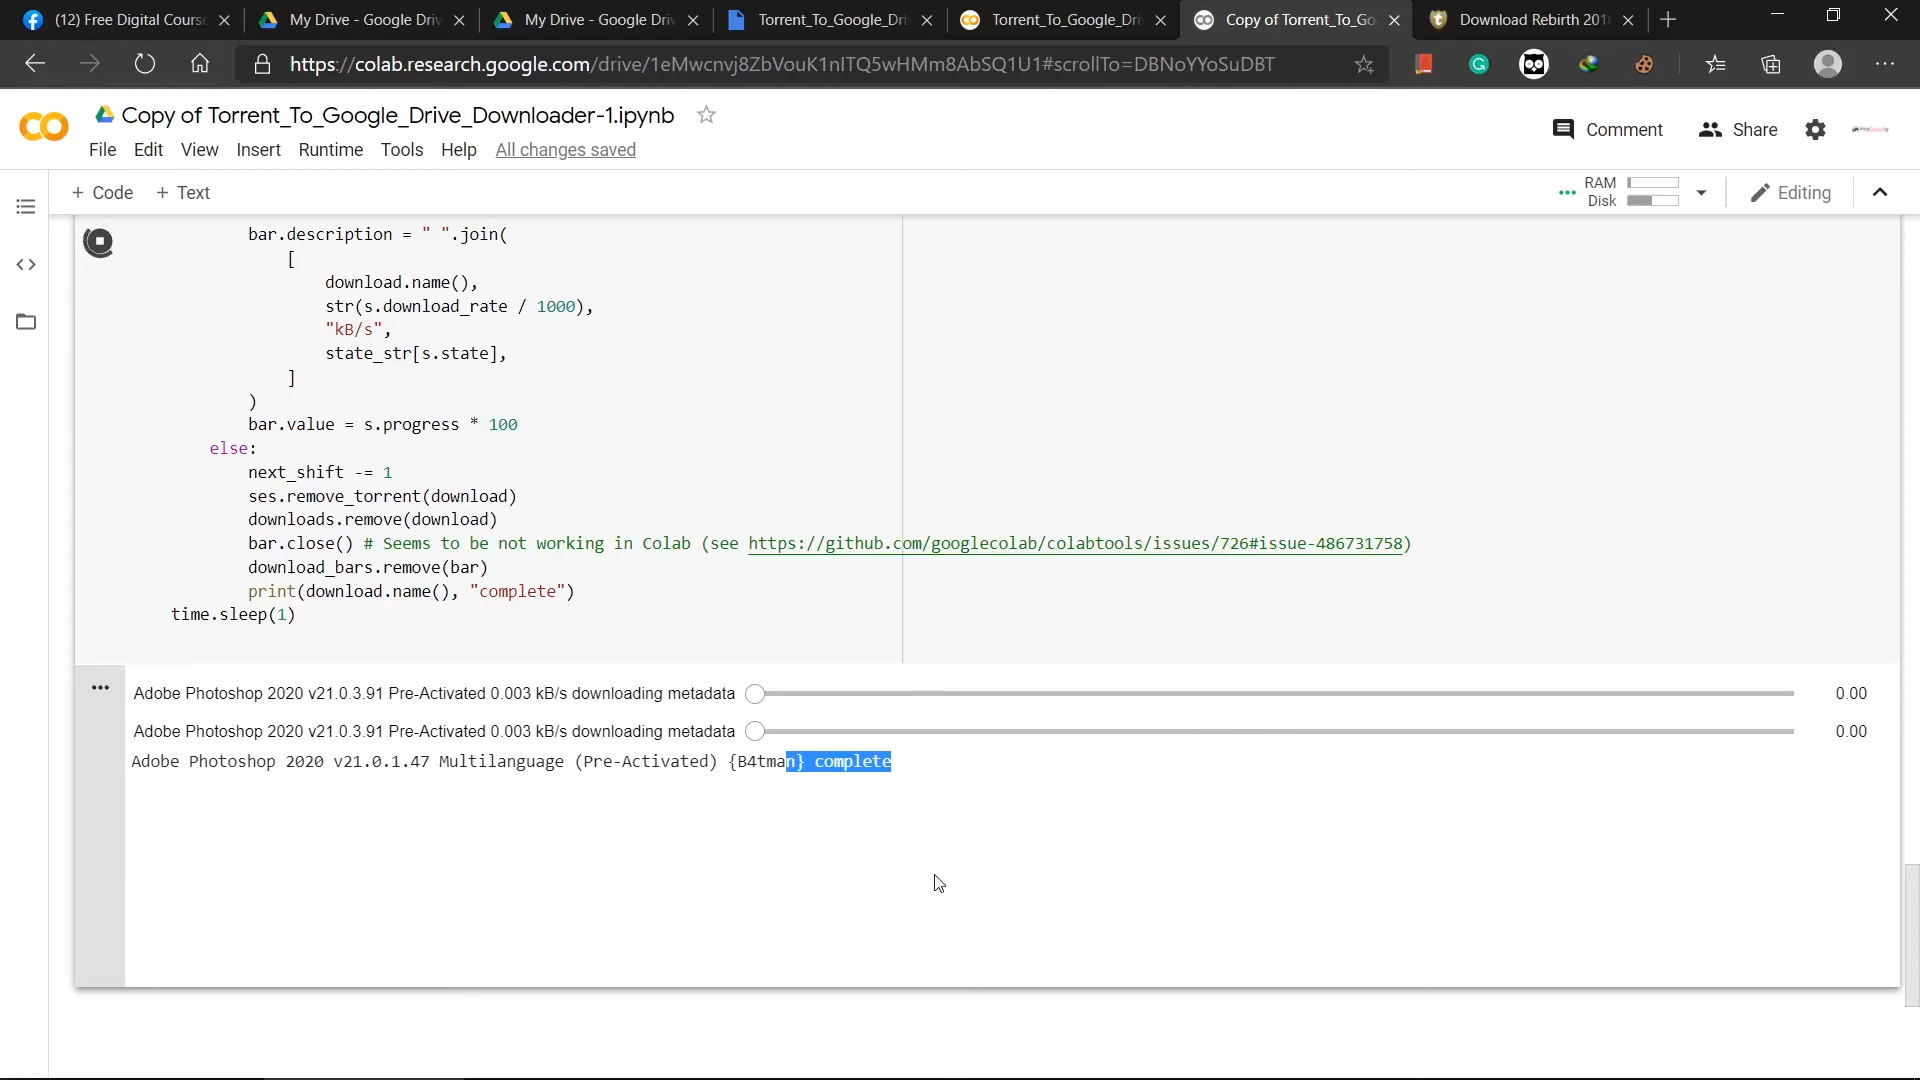 (12) Free Digital Course
My Drive - Google Driv
My Drive - Google Driv
Torrent_To_Google_Driv
Torrent_To_Google_Dri
Copy of Torrent_To_Go
Download Rebirth 201
https://colab.research.google.com/drive/1eMwcnvj8ZbVouK1nITQ5wHMm8AbSQ1U1#scrollTo=DBNoYYoSuDBT
Copy of Torrent_To_Google_Drive_Downloader-1.ipynb
Comment
Share
File Edit View Insert Runtime Tools Help All changes saved
+ Code + Text
RAM
Disk
Editing
bar.description = " ".join(
[
download.name(),
str(s.download_rate / 1000),
"kB/s",
state_str[s.state],
]
)
bar.value = s.progress * 100
else:
next_shift -= 1
ses.remove_torrent(download)
downloads.remove(download)
bar.close() # Seems to be not working in Colab (see https://github.com/googlecolab/colabtools/issues/726#issue-486731758)
download_bars.remove(bar)
print(download.name(), "complete")
time.sleep(1)
Adobe Photoshop 2020 v21.0.3.91 Pre-Activated 0.003 kB/s downloading metadata 0.00
Adobe Photoshop 2020 v21.0.3.91 Pre-Activated 0.003 kB/s downloading metadata 0.00
Adobe Photoshop 2020 v21.0.1.47 Multilanguage (Pre-Activated) {B4tman} complete